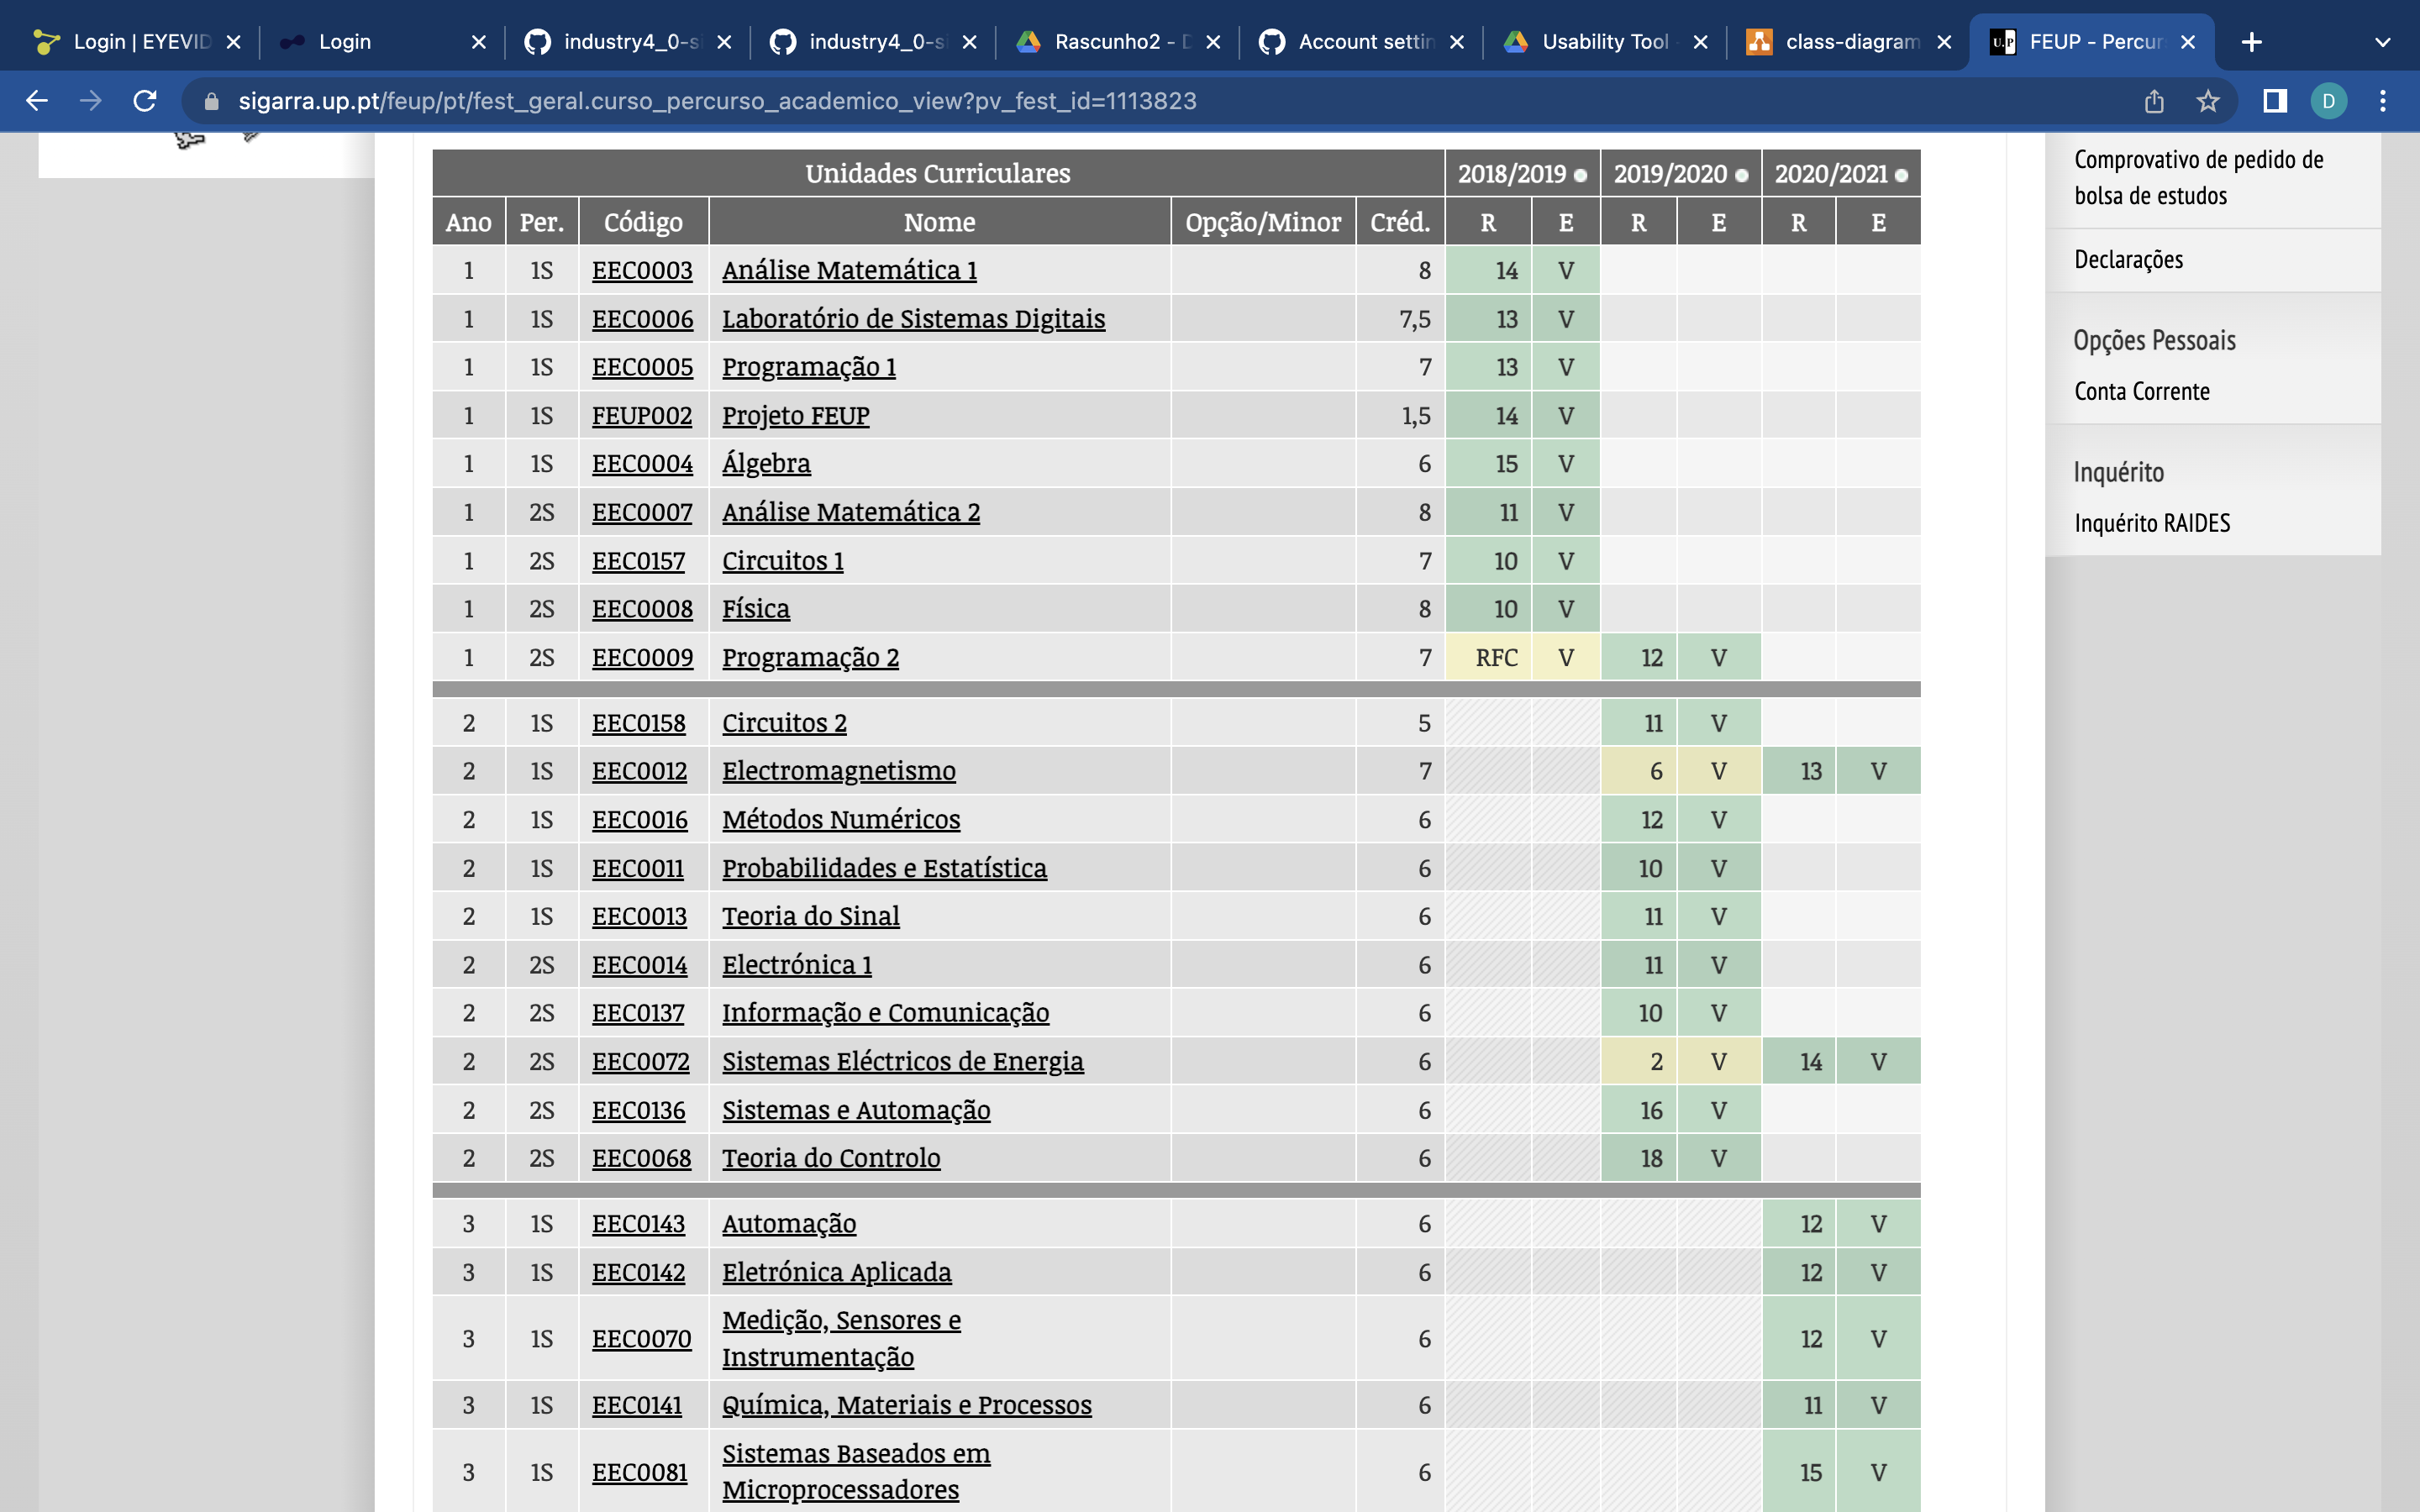 Login | EYEVID
Login
industry4_0-s
industry4_0-s
Rascunho2 - D
Account settin
Usability Tool
class-diagram
FEUP - Percur
sigarra.up.pt/feup/pt/fest_geral.curso_percurso_academico_view?pv_fest_id=1113823
D
Unidades Curriculares 2018/2019 2019/2020 2020/2021
Ano Per. Código Nome Opção/Minor Créd. R E R E R E
1 1S EEC0003 Análise Matemática 1 8 14 V
1 1S EEC0006 Laboratório de Sistemas Digitais 7,5 13 V
1 1S EEC0005 Programação 1 7 13 V
1 1S FEUP002 Projeto FEUP 1,5 14 V
1 1S EEC0004 Álgebra 6 15 V
1 2S EEC0007 Análise Matemática 2 8 11 V
1 2S EEC0157 Circuitos 1 7 10 V
1 2S EEC0008 Física 8 10 V
1 2S EEC0009 Programação 2 7 RFC V 12 V
2 1S EEC0158 Circuitos 2 5 11 V
2 1S EEC0012 Electromagnetismo 7 6 V 13 V
2 1S EEC0016 Métodos Numéricos 6 12 V
2 1S EEC0011 Probabilidades e Estatística 6 10 V
2 1S EEC0013 Teoria do Sinal 6 11 V
2 2S EEC0014 Electrónica 1 6 11 V
2 2S EEC0137 Informação e Comunicação 6 10 V
2 2S EEC0072 Sistemas Eléctricos de Energia 6 2 V 14 V
2 2S EEC0136 Sistemas e Automação 6 16 V
2 2S EEC0068 Teoria do Controlo 6 18 V
3 1S EEC0143 Automação 6 12 V
3 1S EEC0142 Eletrónica Aplicada 6 12 V
3 1S EEC0070 Medição, Sensores e
Instrumentação 6 12 V
3 1S EEC0141 Química, Materiais e Processos 6 11 V
3 1S EEC0081 Sistemas Baseados em
Microprocessadores 6 15 V
Comprovativo de pedido de
bolsa de estudos
Declarações
Opções Pessoais
Conta Corrente
Inquérito
Inquérito RAIDES